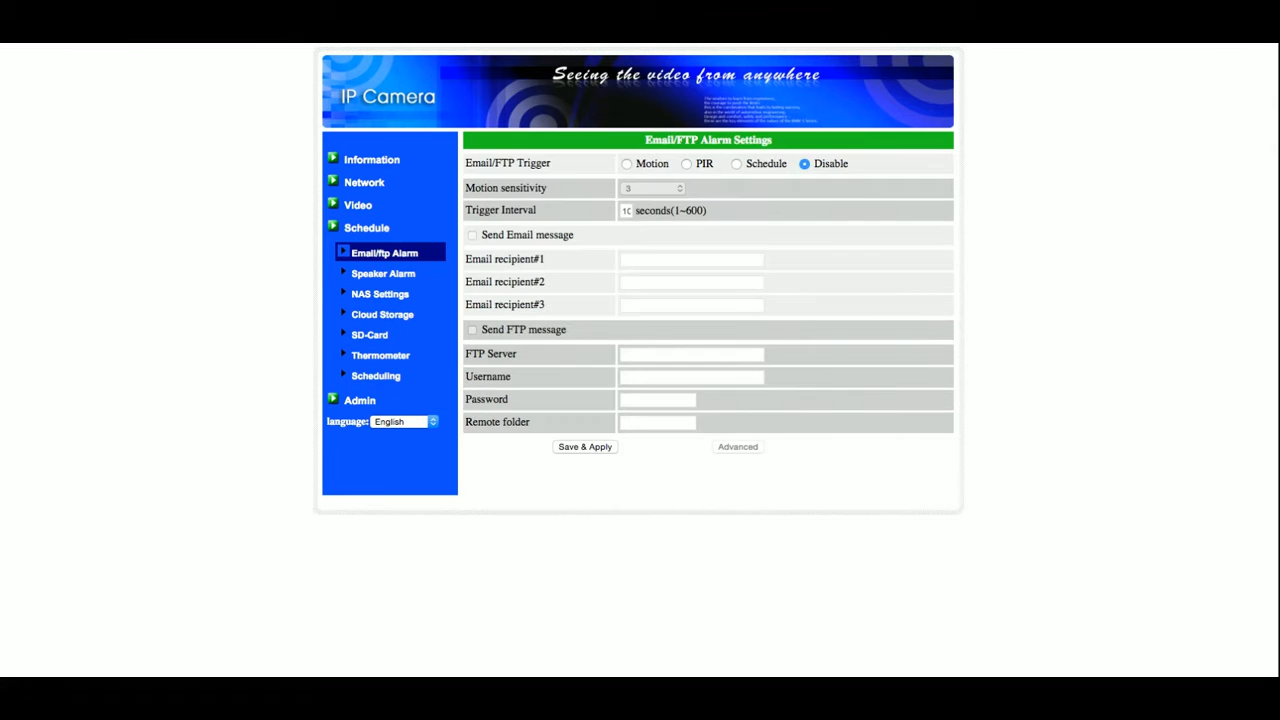 Seeing the video from anywhere
IP Camera
Information
Network
Video
Schedule
Email/ftp Alarm
Speaker Alarm
NAS Settings
Cloud Storage
SD-Card
Thermometer
Scheduling
Admin
language: English
Email/FTP Alarm Settings
Email/FTP Trigger Motion PIR Schedule Disable
Motion sensitivity 3
Trigger Interval 10 seconds(1~600)
Send Email message
Email recipient#1
Email recipient#2
Email recipient#3
Send FTP message
FTP Server
Username
Password
Remote folder
Save & Apply Advanced